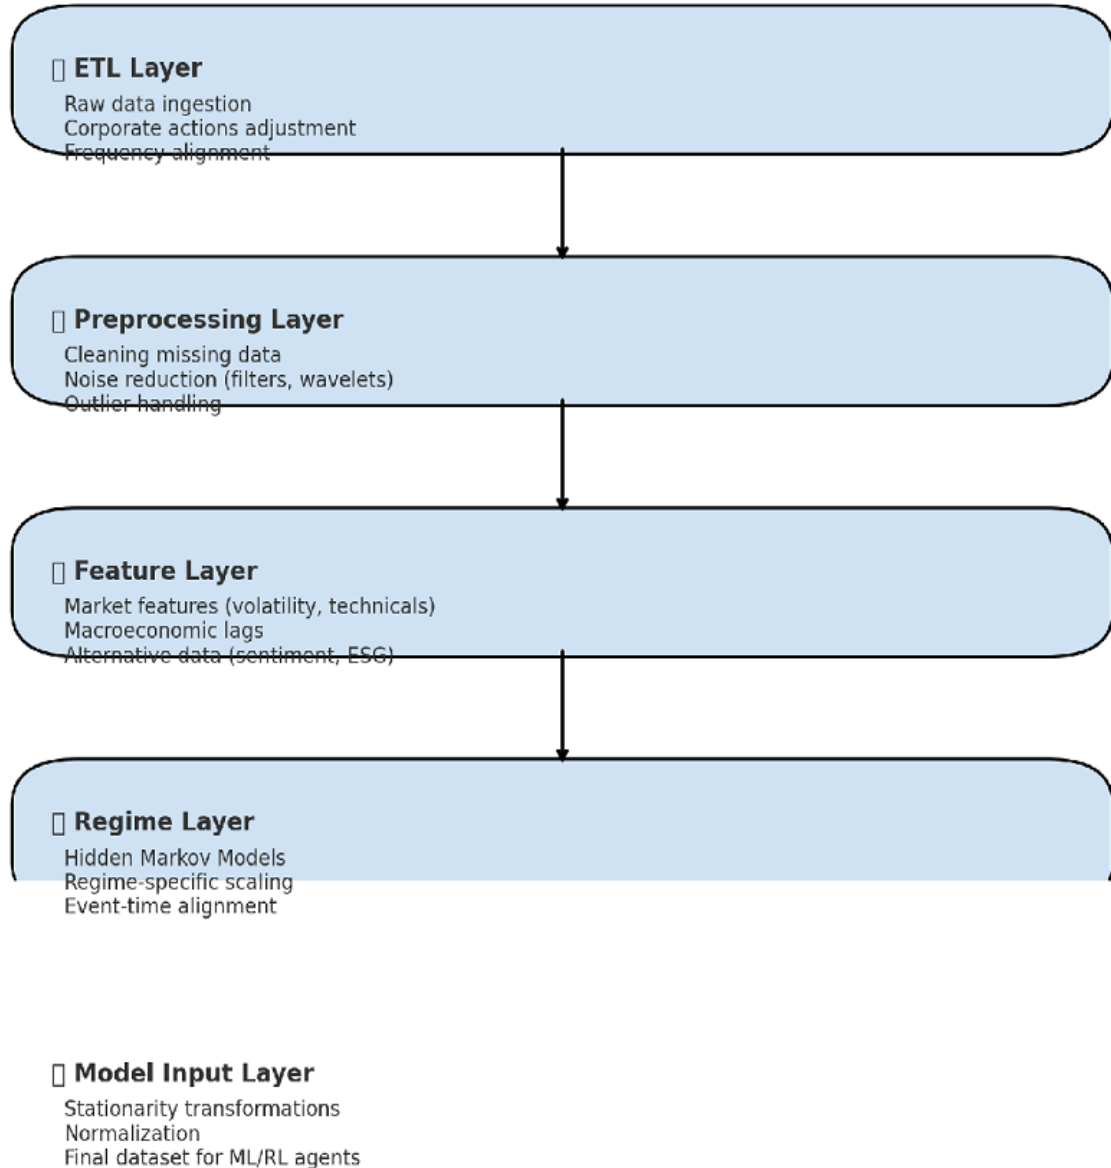 ETL Layer
Raw data ingestion
Corporate actions adjustment
Frequency alignment
Preprocessing Layer
Cleaning missing data
Noise reduction (filters, wavelets)
Outlier handling
Feature Layer
Market features (volatility, technicals)
Macroeconomic lags
Alternative data (sentiment, ESG)
Regime Layer
Hidden Markov Models
Regime-specific scaling
Event-time alignment
Model Input Layer
Stationarity transformations
Normalization
Final dataset for ML/RL agents